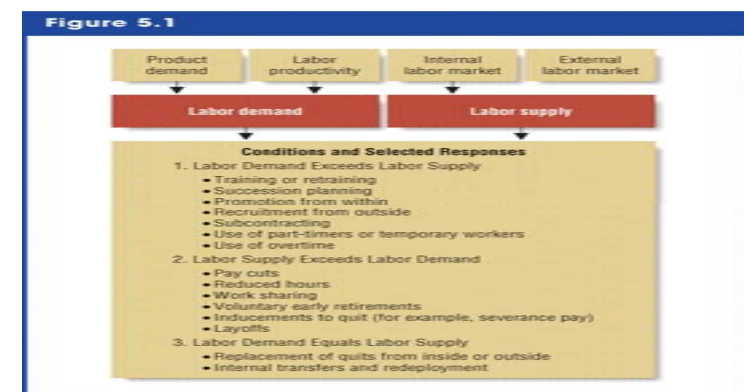 Figure 5.1
Product demand
Labor productivity
Internal labor market
External labor market
Labor demand
Labor supply
Conditions and Selected Responses
1. Labor Demand Exceeds Labor Supply
• Training or retraining
• Succession planning
• Promotion from within
• Recruitment from outside
• Subcontracting
• Use of part-timers or temporary workers
• Use of overtime
2. Labor Supply Exceeds Labor Demand
• Pay cuts
• Reduced hours
• Work sharing
• Voluntary early retirements
• Inducements to quit (for example, severance pay)
• Layoffs
3. Labor Demand Equals Labor Supply
• Replacement of quits from inside or outside
• Internal transfers and redeployment